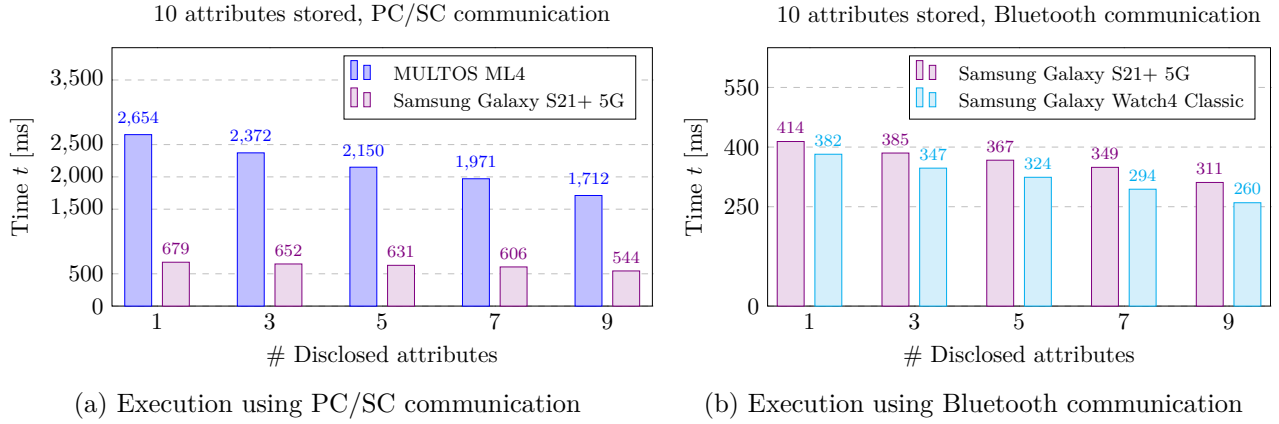 10 attributes stored, PC/SC communication
Time t [ms]
3,500
2,500
2,000
1,500
500
0
MULTOS ML4
Samsung Galaxy S21+ 5G
2,654
2,372
2,150
1,971
1,712
679
652
631
606
544
1 3 5 7 9
# Disclosed attributes
(a) Execution using PC/SC communication
10 attributes stored, Bluetooth communication
Time t [ms]
550
400
250
0
Samsung Galaxy S21+ 5G
Samsung Galaxy Watch4 Classic
414
385
367
349
311
382
347
324
294
260
1 3 5 7 9
# Disclosed attributes
(b) Execution using Bluetooth communication